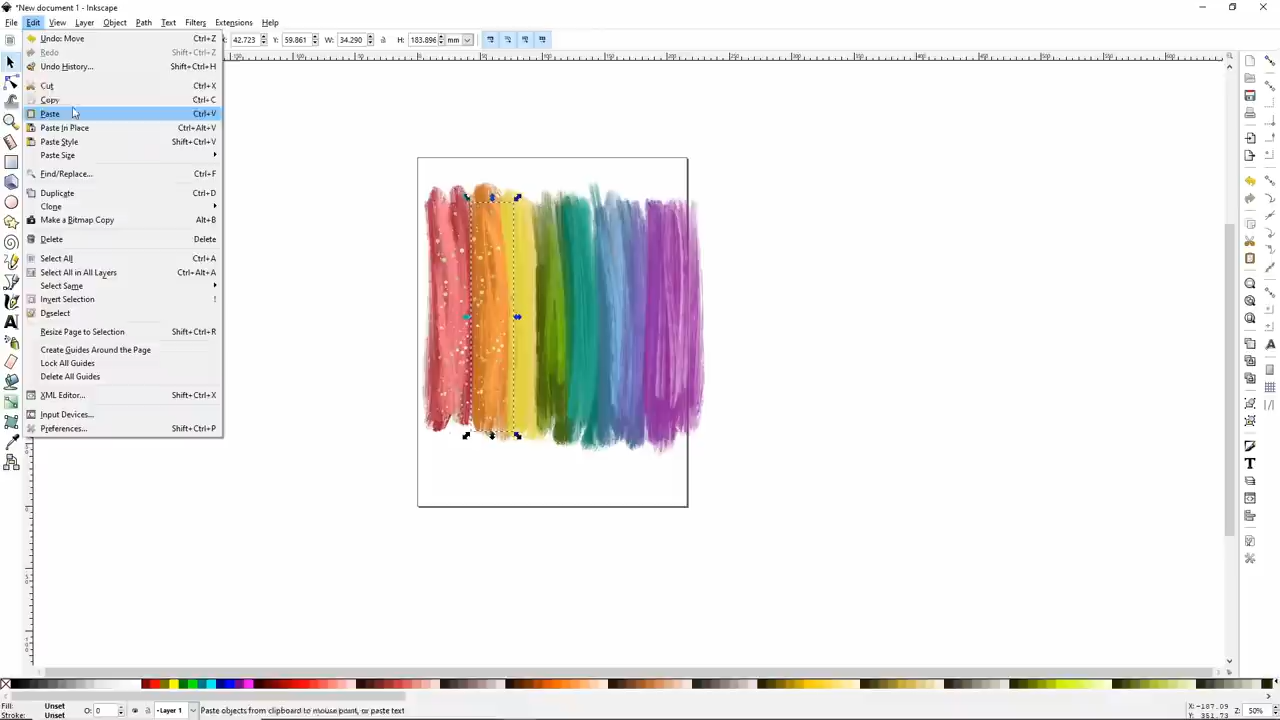 *New document 1 - Inkscape
File Edit View Layer Object Path Text Filters Extensions Help
42.723 Y: 59.861 W: 34.290 H: 183.896 mm
Undo: Move Ctrl+Z
Redo Shift+Ctrl+Z
Undo History... Shift+Ctrl+H
Cut Ctrl+X
Copy Ctrl+C
Paste Ctrl+V
Paste In Place Ctrl+Alt+V
Paste Style Shift+Ctrl+V
Paste Size
Find/Replace... Ctrl+F
Duplicate Ctrl+D
Clone
Make a Bitmap Copy Alt+B
Delete Delete
Select All Ctrl+A
Select All in All Layers Ctrl+Alt+A
Select Same
Invert Selection !
Deselect
Resize Page to Selection Shift+Ctrl+R
Create Guides Around the Page
Lock All Guides
Delete All Guides
XML Editor... Shift+Ctrl+X
Input Devices...
Preferences... Shift+Ctrl+P
Fill: Unset
Stroke: Unset
O: 0
Layer 1
Paste objects from clipboard to mouse point, or paste text
X: -187.09
Y: 351.73
Z: 50%